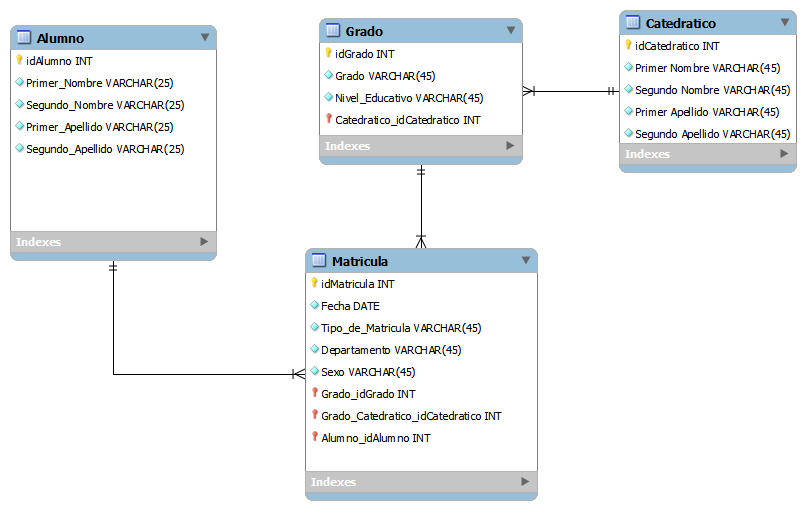 Alumno
idAlumno INT
Primer_Nombre VARCHAR(25)
Segundo_Nombre VARCHAR(25)
Primer_Apellido VARCHAR(25)
Segundo_Apellido VARCHAR(25)
Indexes
Grado
idGrado INT
Grado VARCHAR(45)
Nivel_Educativo VARCHAR(45)
Catedratico_idCatedratico INT
Indexes
Catedratico
idCatedratico INT
Primer Nombre VARCHAR(45)
Segundo Nombre VARCHAR(45)
Primer Apellido VARCHAR(45)
Segundo Apellido VARCHAR(45)
Indexes
Matricula
idMatricula INT
Fecha DATE
Tipo_de_Matricula VARCHAR(45)
Departamento VARCHAR(45)
Sexo VARCHAR(45)
Grado_idGrado INT
Grado_Catedratico_idCatedratico INT
Alumno_idAlumno INT
Indexes